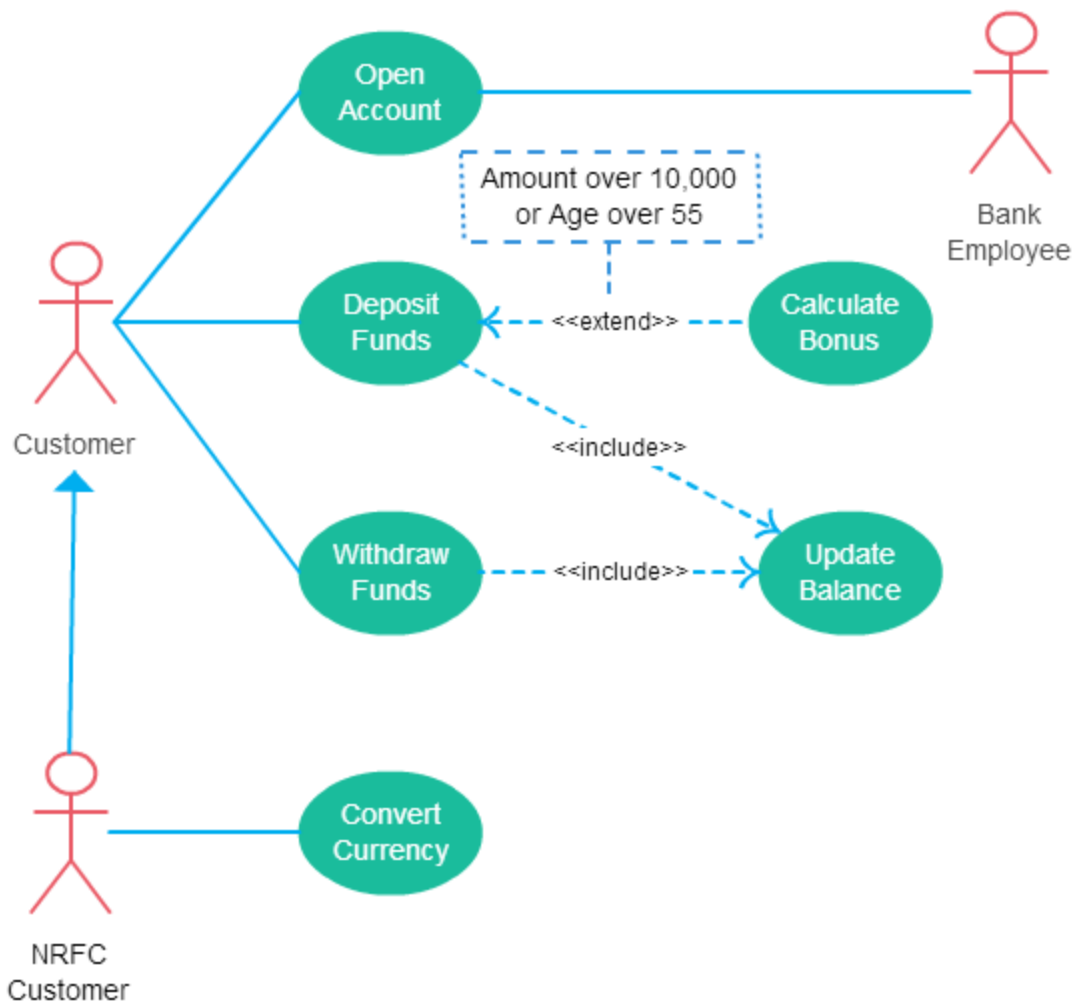 Open
Account
Bank
Employee
Amount over 10,000
or Age over 55
Customer
Deposit
Funds
<<extend>>
Calculate
Bonus
<<include>>
Withdraw
Funds
<<include>>
Update
Balance
Convert
Currency
NRFC
Customer